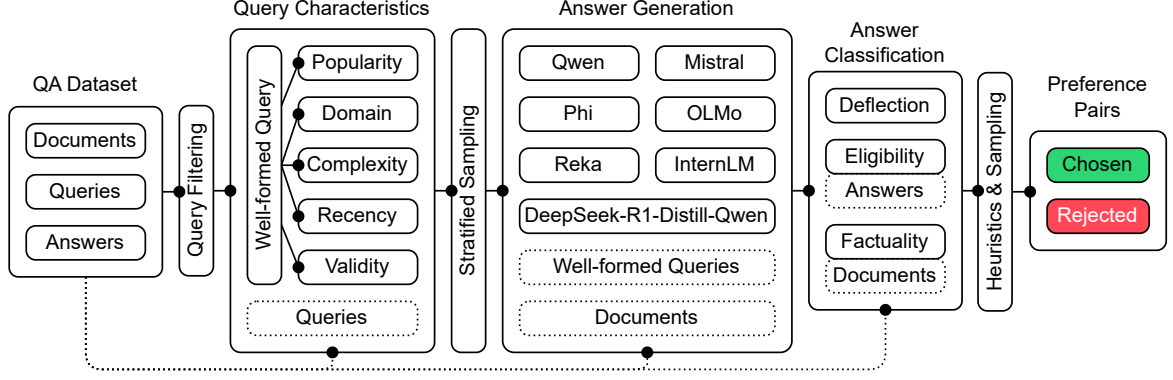 QA Dataset
Documents
Queries
Answers
Query Filtering
Query Characteristics
Well-formed Query
Popularity
Domain
Complexity
Recency
Validity
Queries
Stratified Sampling
Answer Generation
Qwen
Mistral
Phi
OLMo
Reka
InternLM
DeepSeek-R1-Distill-Qwen
Well-formed Queries
Documents
Answer
Classification
Deflection
Eligibility
Answers
Factuality
Documents
Heuristics & Sampling
Preference
Pairs
Chosen
Rejected